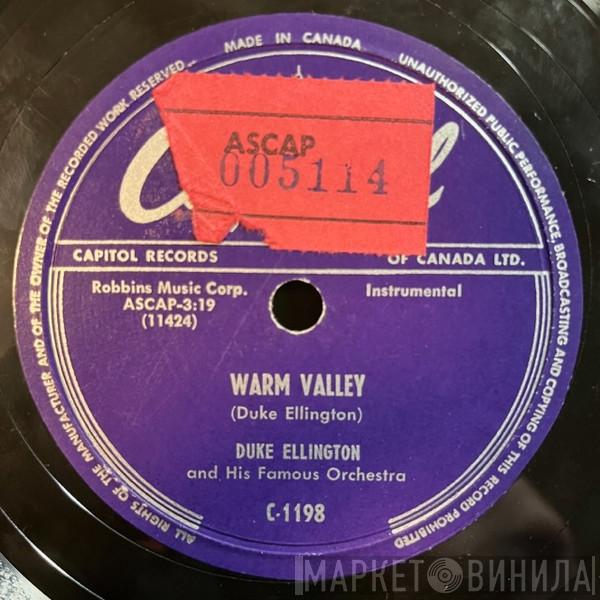 MADE IN CANADA
ALL RIGHTS OF THE MANUFACTURER AND OF THE OWNER OF THE RECORDED WORK RESERVED—
UNAUTHORIZED PUBLIC PERFORMANCE, BROADCASTING AND COPYING OF THIS RECORD PROHIBITED
ASCAP
005114
CAPITOL RECORDS
OF CANADA LTD.
Robbins Music Corp.
ASCAP-3:19
(11424)
Instrumental
WARM VALLEY
(Duke Ellington)
DUKE ELLINGTON
and His Famous Orchestra
C-1198
МАРКЕТ ВИНИЛА